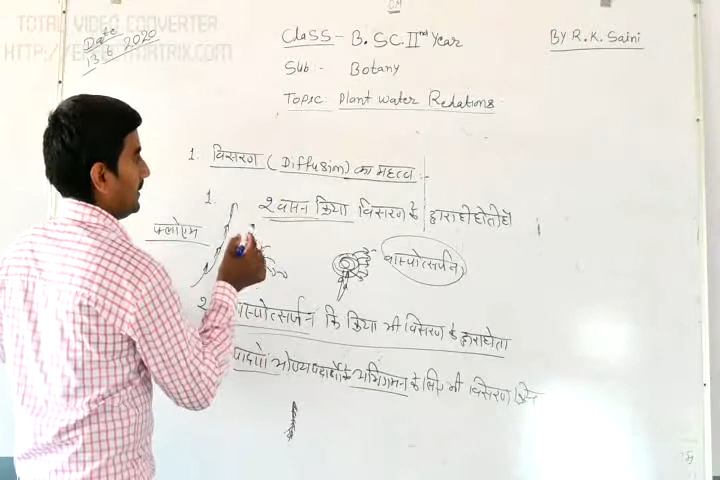 TOTAL VIDEO CONVERTER
Date
13.6.2020
Class - B.SC.IInd Year
By R.K. Saini
Sub:- Botany
Topic: Plant water Relations
1. विसरण (Diffusion) का महत्व :-
1. श्वसन क्रिया विसरण के द्वारा ही होती है
फ्लोएम
वाष्पोत्सर्जन
2. वाष्पोत्सर्जन कि क्रिया भी विसरण के द्वारा होता
पादपो भोज्य पदार्थो के अभिगमन के लिए भी विसरण